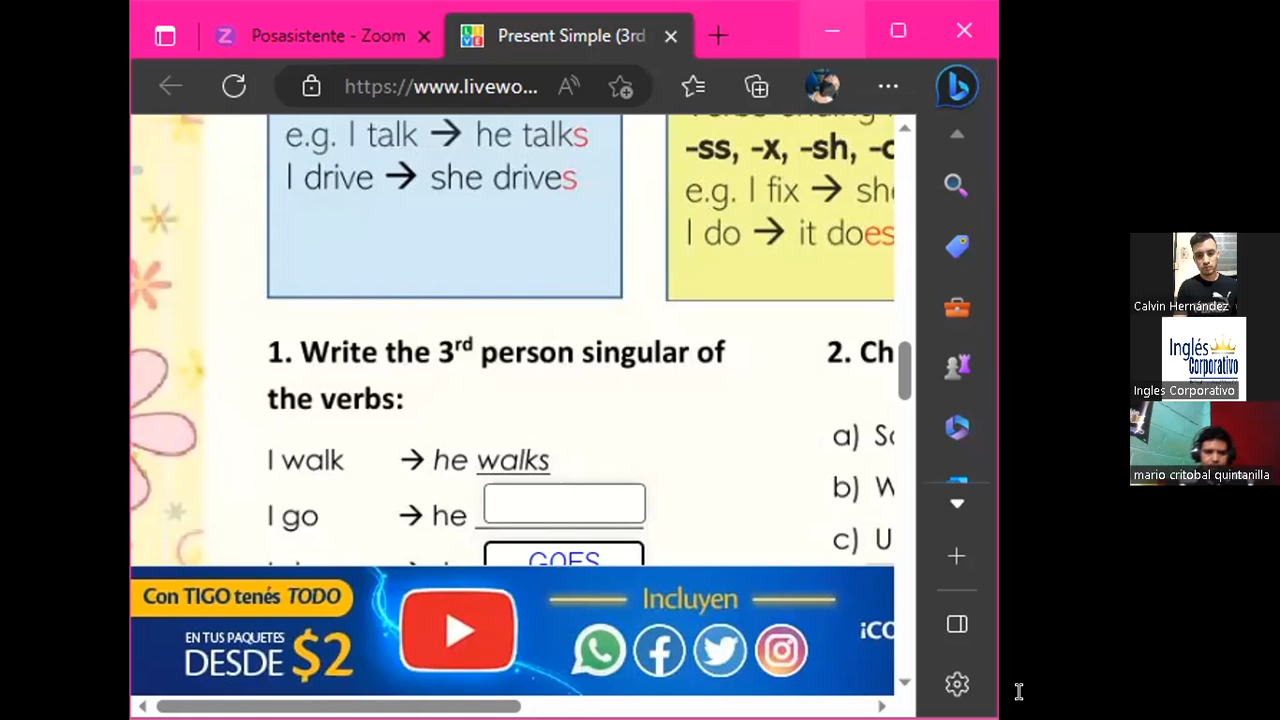 Posasistente - Zoom
Present Simple (3rd
https://www.livewo...
e.g. I talk → he talks
I drive → she drives
-ss, -x, -sh, -c
e.g. I fix → she
I do → it does
1. Write the 3rd person singular of
the verbs:
I walk → he walks
I go → he
GOES
2. Ch
a) Sc
b) W
c) U
Con TIGO tenés TODO
EN TUS PAQUETES
DESDE $2
Incluyen
¡CO
Calvin Hernández
Inglés
Corporativo
Ingles Corporativo
mario critobal quintanilla